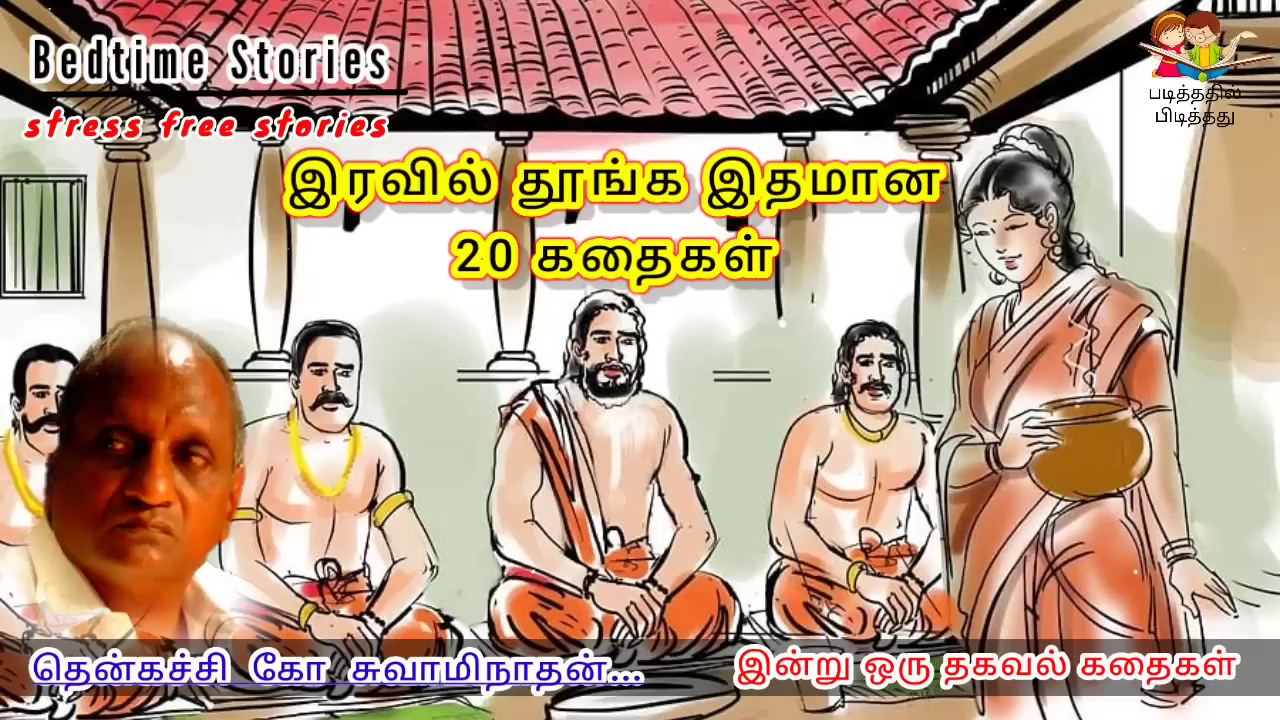 Bedtime Stories
stress free stories
படித்ததில்
பிடித்தது
இரவில் தூங்க இதமான
20 கதைகள்
தென்கச்சி கோ சுவாமிநாதன்...
இன்று ஒரு தகவல் கதைகள்